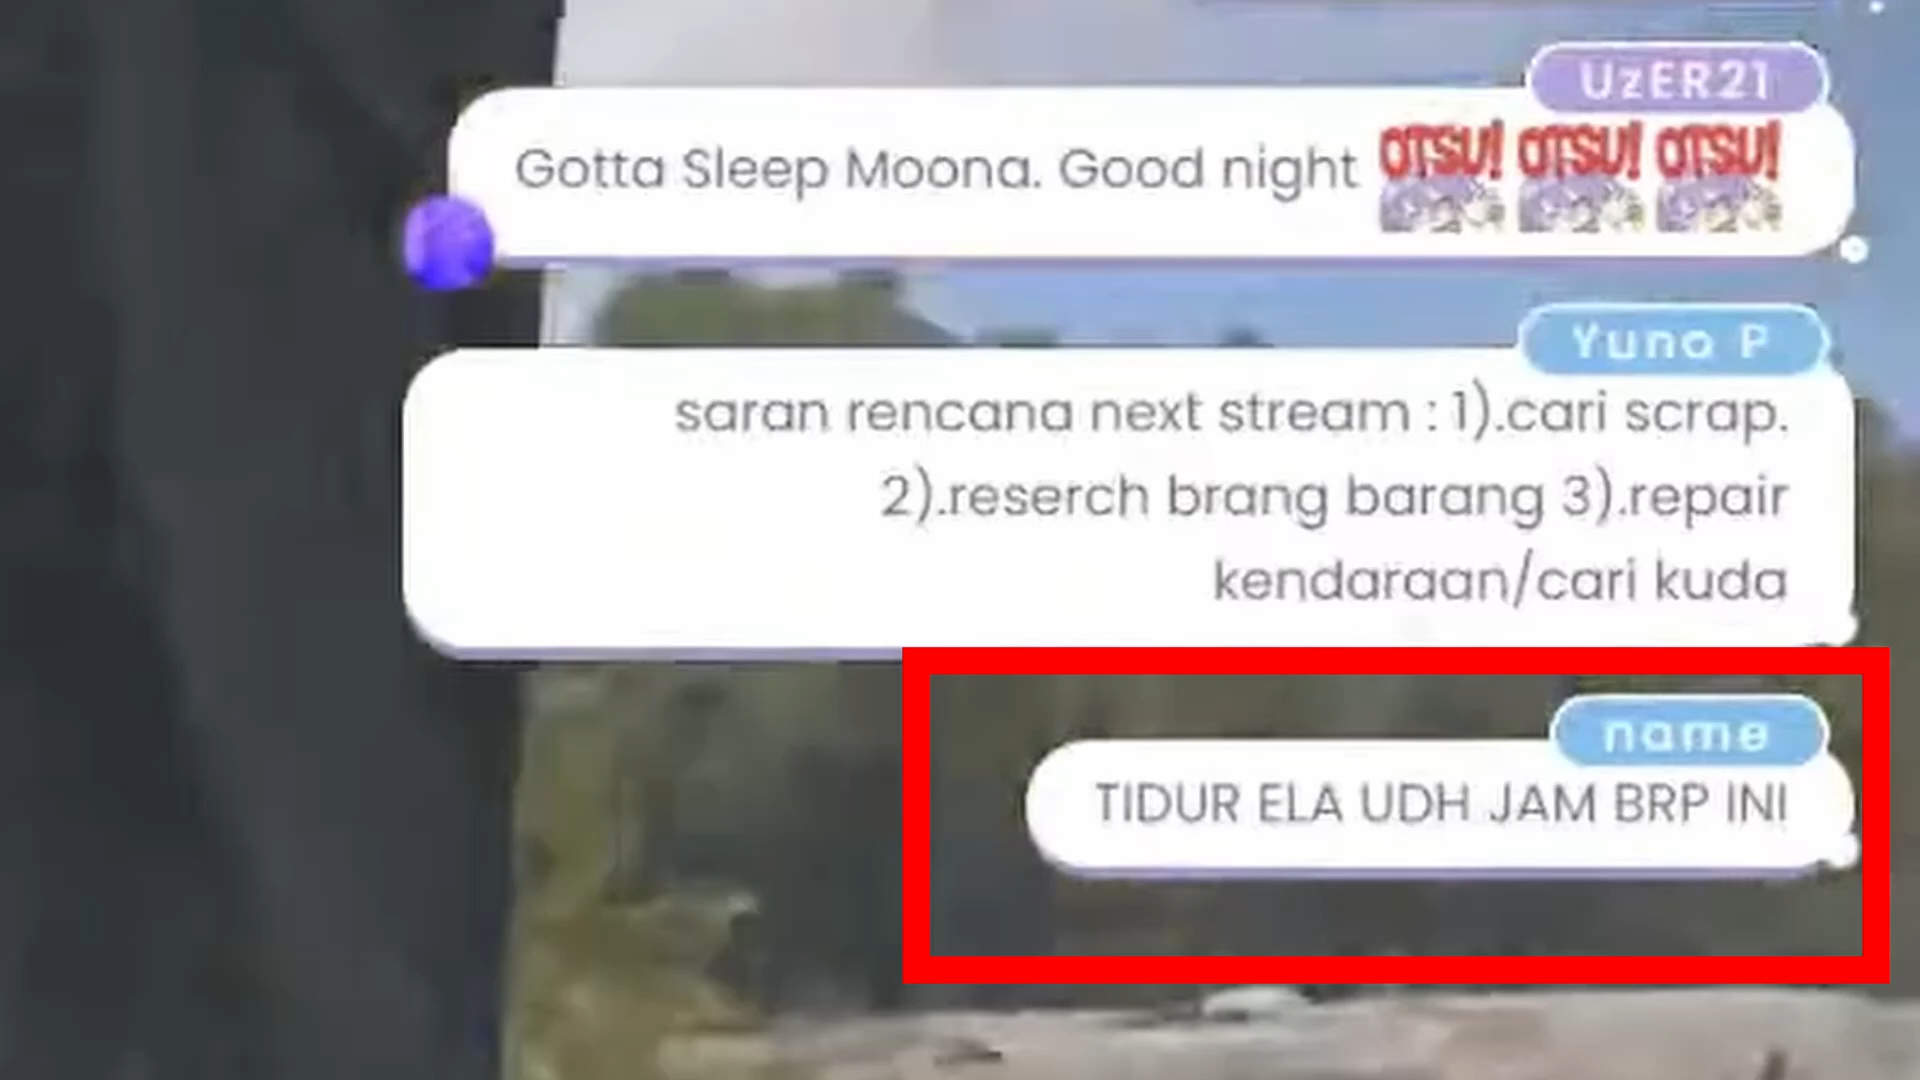 UzER21
Gotta Sleep Moona. Good night OTSU! OTSU! OTSU!
Yuno P
saran rencana next stream : 1).cari scrap.
2).reserch brang barang 3).repair
kendaraan/cari kuda
name
TIDUR ELA UDH JAM BRP INI